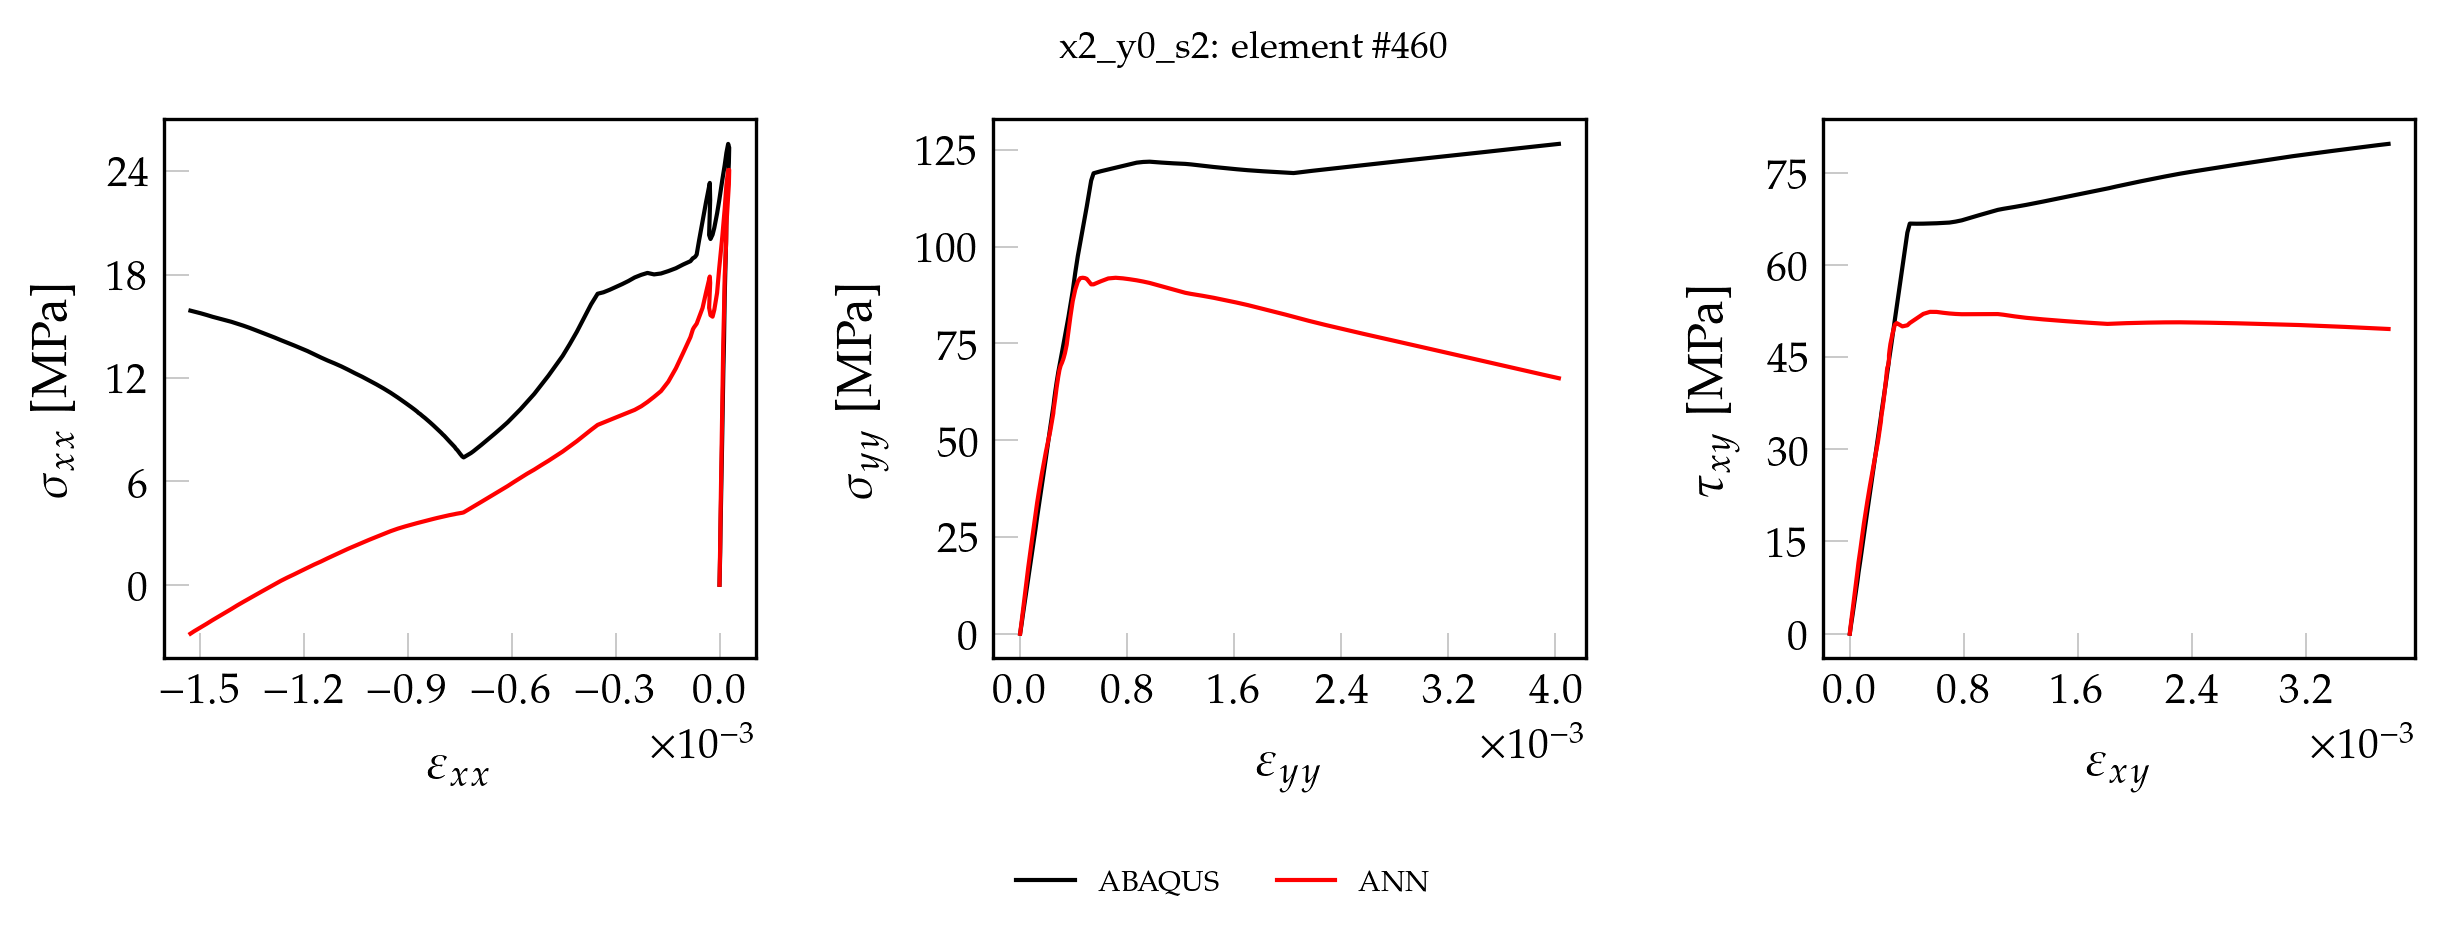 x2_y0_s2: element #460
σxx [MPa]
24
18
12
6
0
−1.5 −1.2 −0.9 −0.6 −0.3 0.0
×10−3
εxx
σyy [MPa]
125
100
75
50
25
0
0.0 0.8 1.6 2.4 3.2 4.0
×10−3
εyy
τxy [MPa]
75
60
45
30
15
0
0.0 0.8 1.6 2.4 3.2
×10−3
εxy
ABAQUS ANN